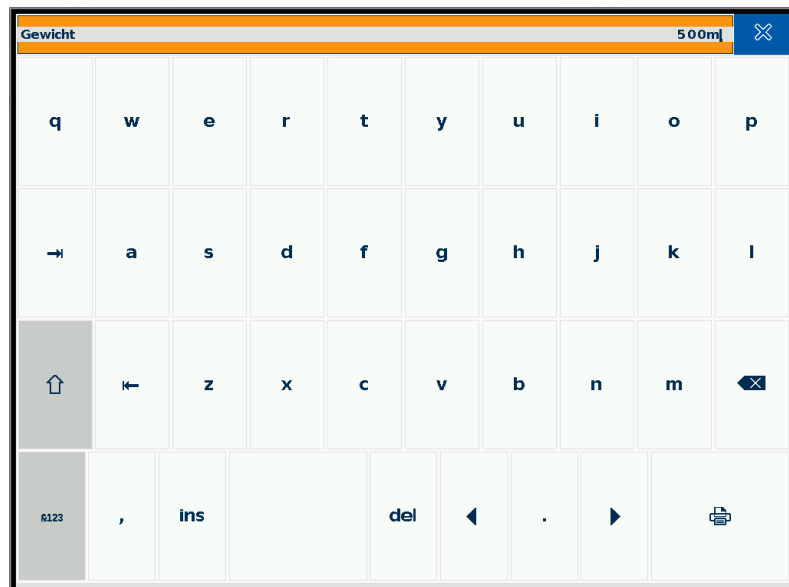 Gewicht 500ml
q w e r t y u i o p
a s d f g h j k l
z x c v b n m
&123 , ins del .